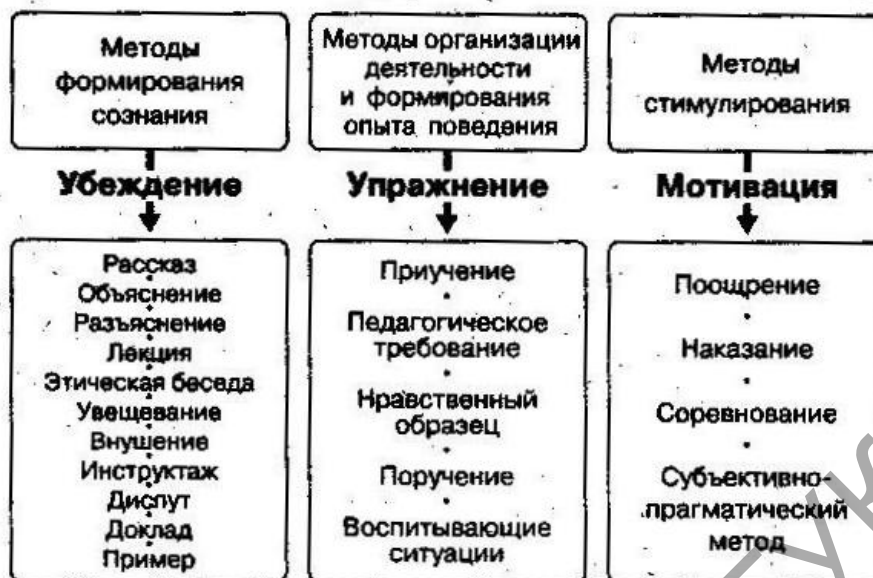 Методы
формирования
сознания
Методы организации
деятельности
и формирования
опыта поведения
Методы
стимулирования
Убеждение
Упражнение
Мотивация
Рассказ
Объяснение
Разъяснение
Лекция
Этическая беседа
Увещевание
Внушение
Инструктаж
Диспут
Доклад
Пример
Приучение
Педагогическое
требование
Нравственный
образец
Поручение
Воспитывающие
ситуации
Поощрение
Наказание
Соревнование
Субъективно-
прагматический
метод